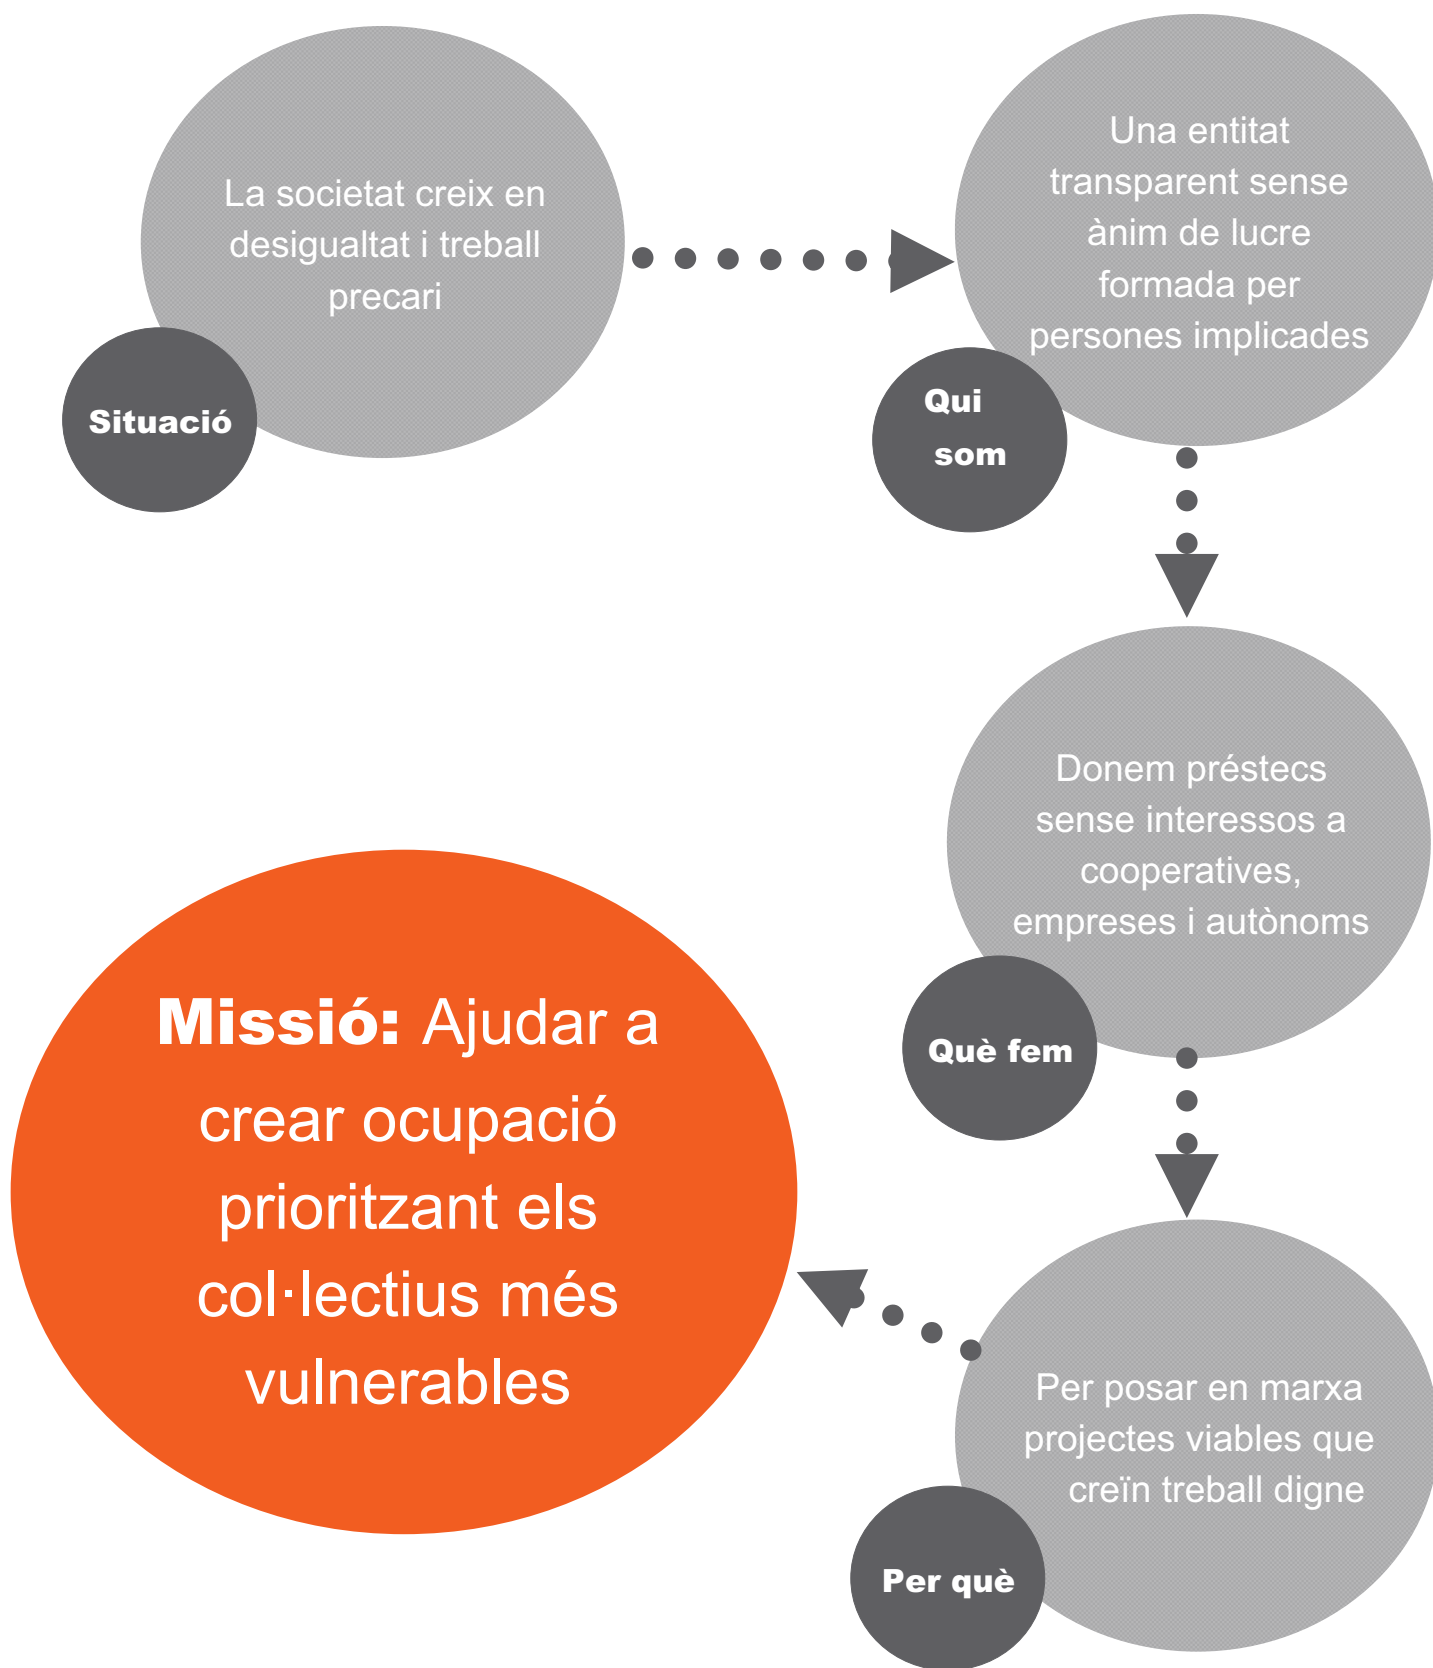 La societat creix en
desigualtat i treball
precari
Situació
Una entitat
transparent sense
ànim de lucre
formada per
persones implicades
Qui
som
Donem préstecs
sense interessos a
cooperatives,
empreses i autònoms
Què fem
Per posar en marxa
projectes viables que
creïn treball digne
Per què
Missió: Ajudar a
crear ocupació
prioritzant els
col·lectius més
vulnerables